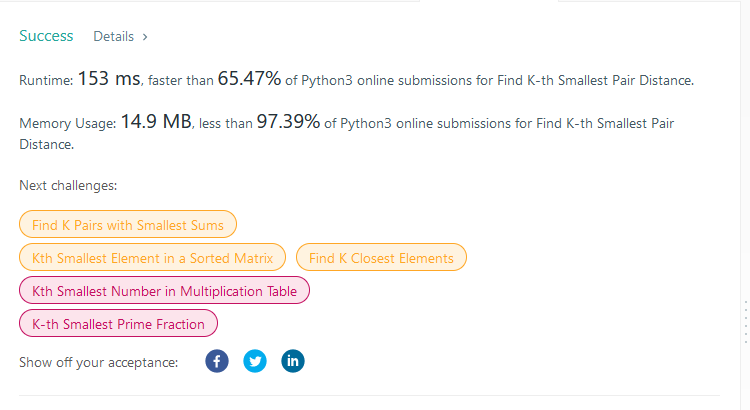 Success Details >
Runtime: 153 ms, faster than 65.47% of Python3 online submissions for Find K-th Smallest Pair Distance.
Memory Usage: 14.9 MB, less than 97.39% of Python3 online submissions for Find K-th Smallest Pair
Distance.
Next challenges:
Find K Pairs with Smallest Sums
Kth Smallest Element in a Sorted Matrix Find K Closest Elements
Kth Smallest Number in Multiplication Table
K-th Smallest Prime Fraction
Show off your acceptance: f in